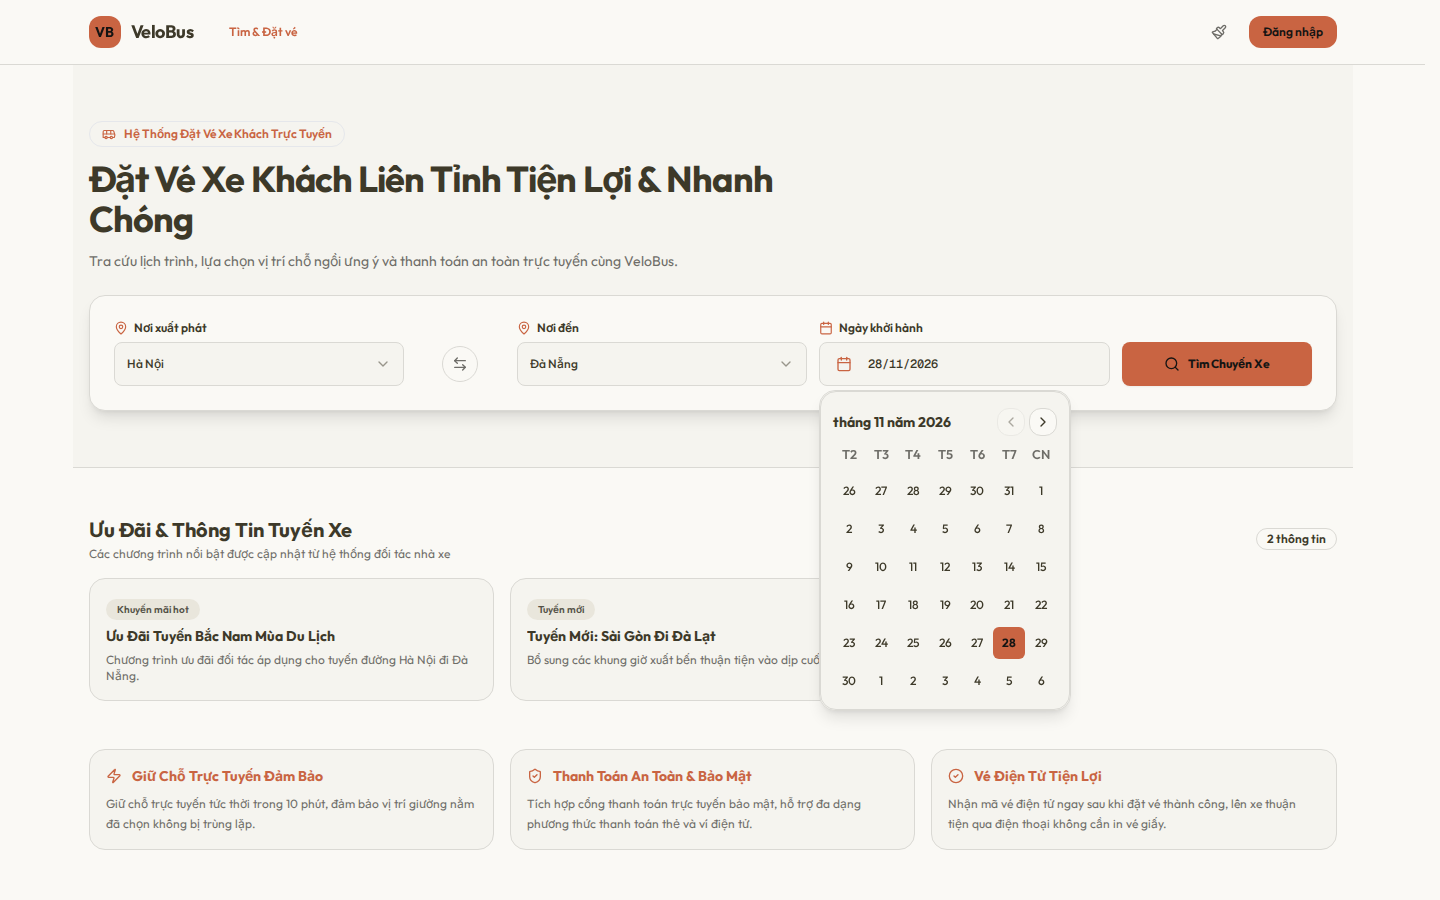 VB VeloBus Tìm & Đặt vé Đăng nhập
Hệ Thống Đặt Vé Xe Khách Trực Tuyến
Đặt Vé Xe Khách Liên Tỉnh Tiện Lợi & Nhanh
Chóng
Tra cứu lịch trình, lựa chọn vị trí chỗ ngồi ưng ý và thanh toán an toàn trực tuyến cùng VeloBus.
Nơi xuất phát
Hà Nội
Nơi đến
Đà Nẵng
Ngày khởi hành
28/11/2026
Tìm Chuyến Xe
tháng 11 năm 2026
T2 T3 T4 T5 T6 T7 CN
26 27 28 29 30 31 1
2 3 4 5 6 7 8
9 10 11 12 13 14 15
16 17 18 19 20 21 22
23 24 25 26 27 28 29
30 1 2 3 4 5 6
Ưu Đãi & Thông Tin Tuyến Xe
Các chương trình nổi bật được cập nhật từ hệ thống đối tác nhà xe
2 thông tin
Khuyến mãi hot
Ưu Đãi Tuyến Bắc Nam Mùa Du Lịch
Chương trình ưu đãi đối tác áp dụng cho tuyến đường Hà Nội đi Đà
Nẵng.
Tuyến mới
Tuyến Mới: Sài Gòn Đi Đà Lạt
Bổ sung các khung giờ xuất bến thuận tiện vào dịp
Giữ Chỗ Trực Tuyến Đảm Bảo
Giữ chỗ trực tuyến tức thời trong 10 phút, đảm bảo vị trí giường nằm
đã chọn không bị trùng lặp.
Thanh Toán An Toàn & Bảo Mật
Tích hợp cổng thanh toán trực tuyến bảo mật, hỗ trợ đa dạng
phương thức thanh toán thẻ và ví điện tử.
Vé Điện Tử Tiện Lợi
Nhận mã vé điện tử ngay sau khi đặt vé thành công, lên xe thuận
tiện qua điện thoại không cần in vé giấy.